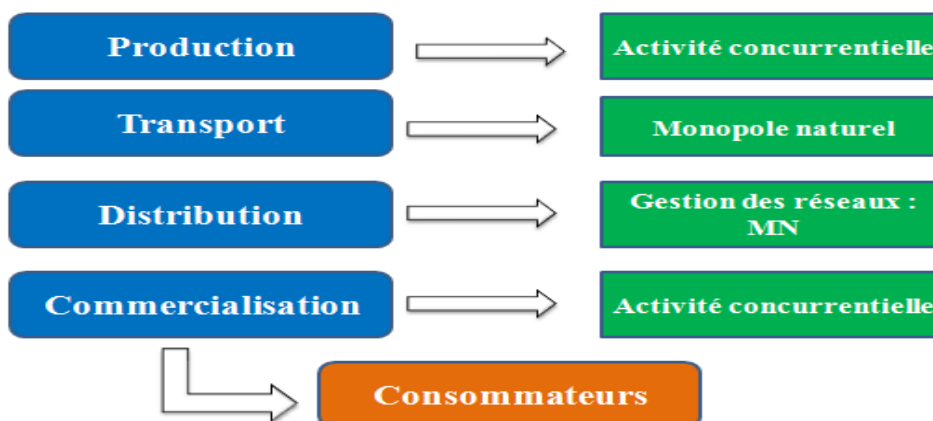 Production
Activité concurrentielle
Transport
Monopole naturel
Distribution
Gestion des réseaux :
MN
Commercialisation
Activité concurrentielle
Consommateurs